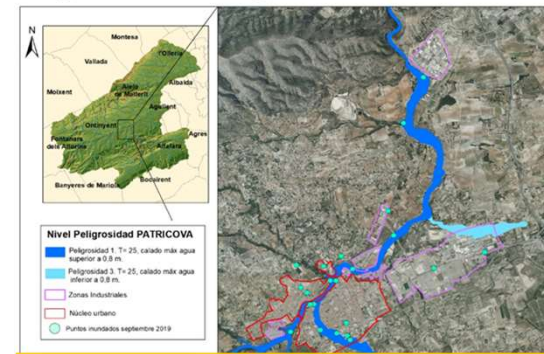 N
Montesa
l'Olleria
Vallada
Albaida
Aielo
de Malferit
Moixent
Agullent
Ontinyent
Agres
Fontanars
dels Alforins
Alfafara
Bocairent
Banyeres de Mariola
Nivel Peligrosidad PATRICOVA
Peligrosidad 1. T= 25, calado máx agua
superior a 0,8 m.
Peligrosidad 3. T= 25, calado máx agua
inferior a 0,8 m.
Zonas Industriales
Núcleo urbano
Puntos inundados septiembre 2019